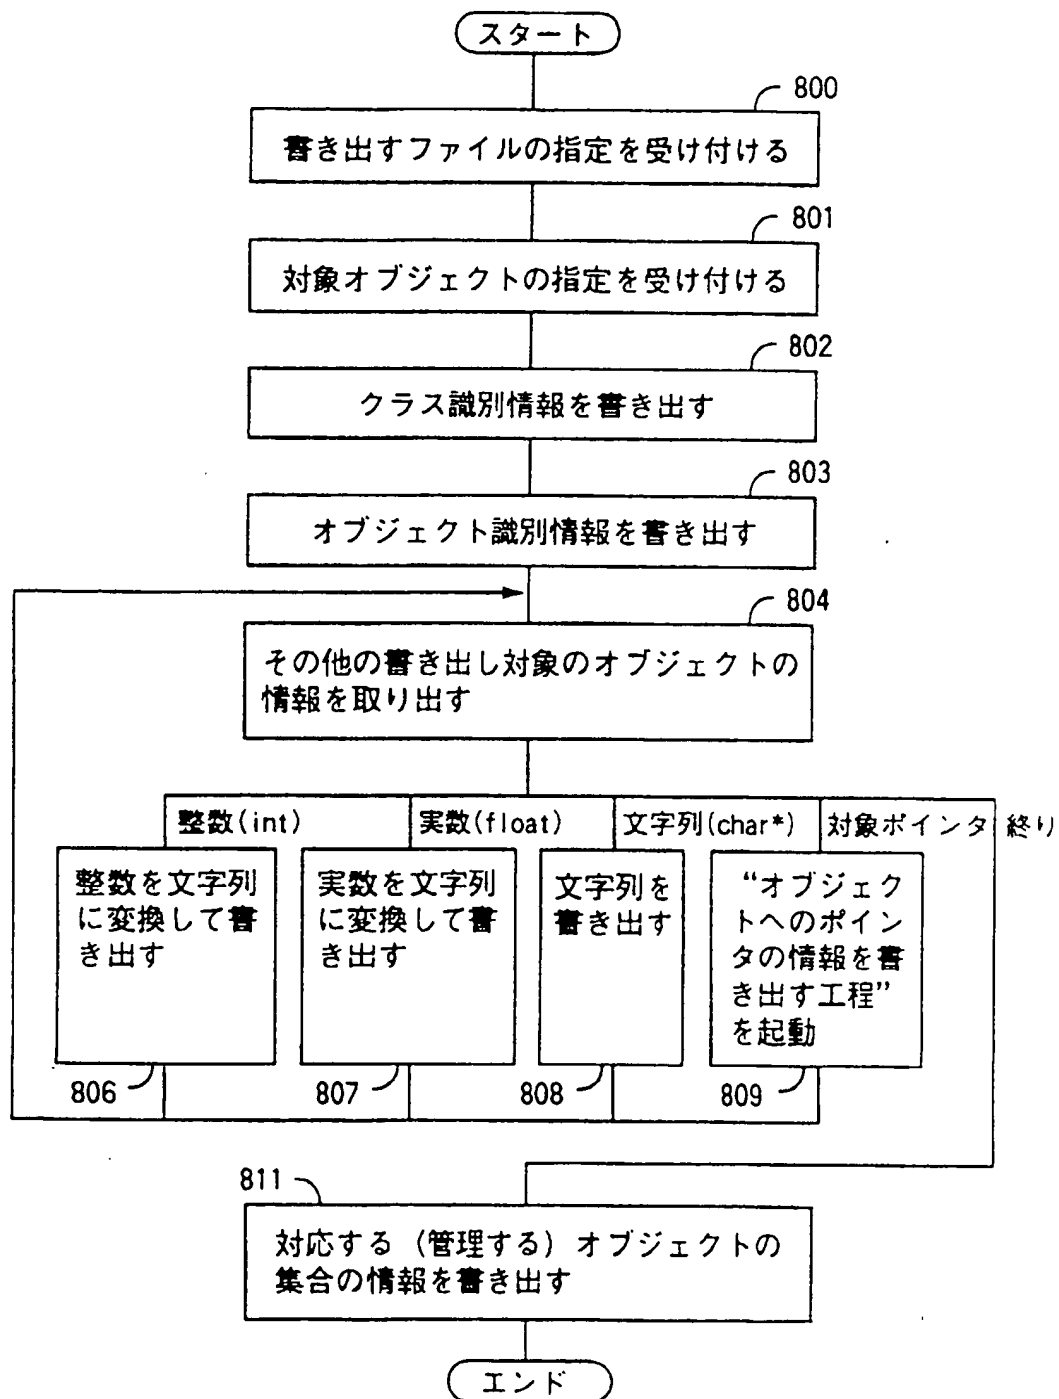 スタート
800
書き出すファイルの指定を受け付ける
801
対象オブジェクトの指定を受け付ける
802
クラス識別情報を書き出す
803
オブジェクト識別情報を書き出す
804
その他の書き出し対象のオブジェクトの
情報を取り出す
整数(int)
実数(float)
文字列(char*)
対象ポインタ
終り
整数を文字列
に変換して書
き出す
806
実数を文字列
に変換して書
き出す
807
文字列を
書き出す
808
“オブジェク
トへのポイン
タの情報を書
き出す工程”
を起動
809
811
対応する（管理する）オブジェクトの
集合の情報を書き出す
エンド